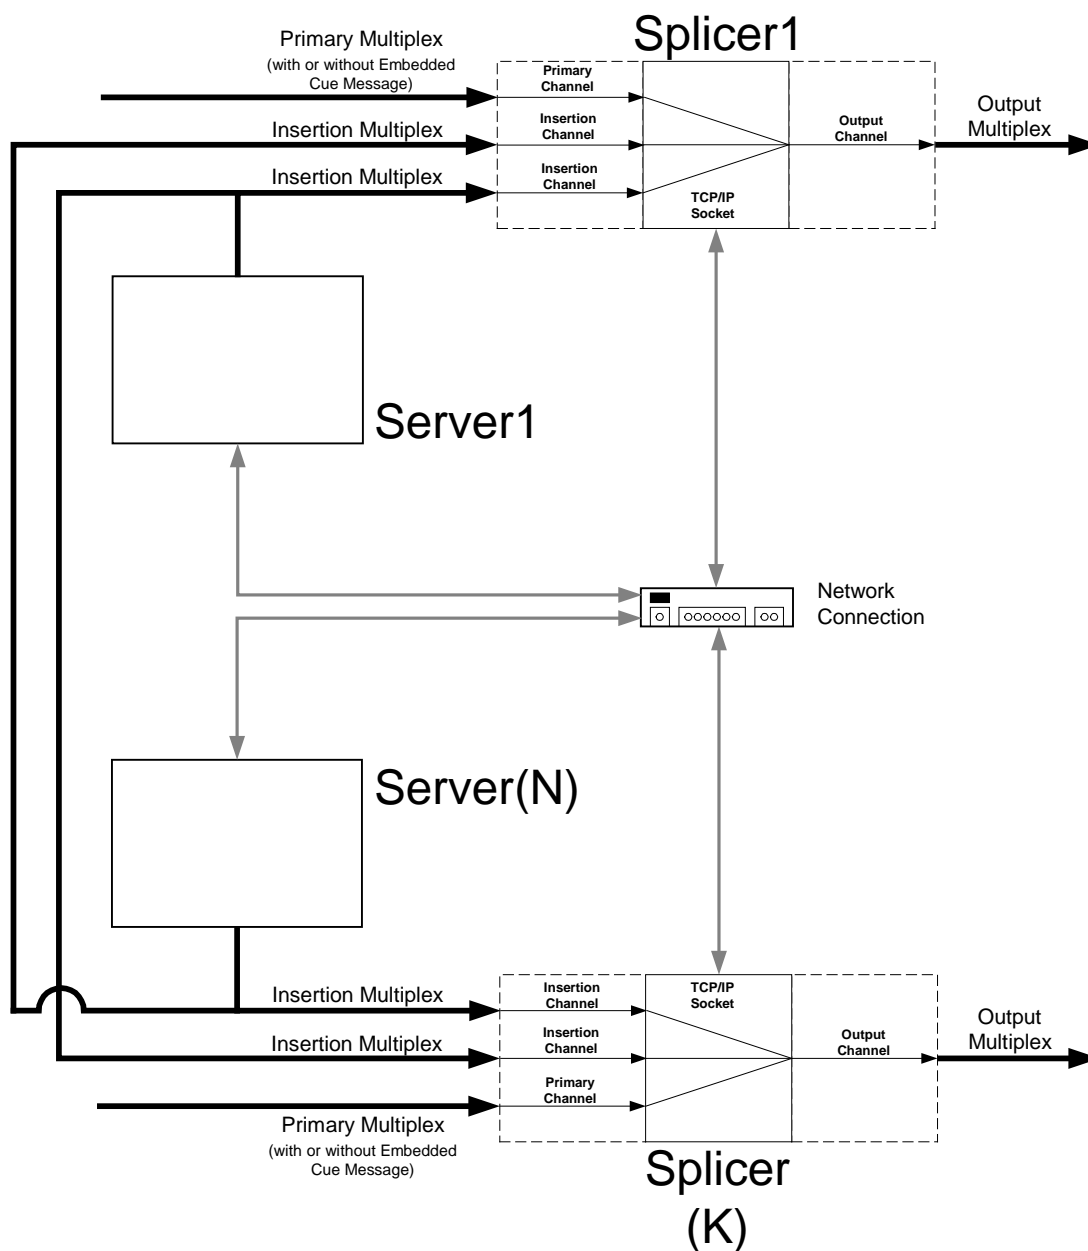 Splicer1
Primary Multiplex
(with or without Embedded
Cue Message)
Primary
Channel
Insertion Multiplex
Insertion
Channel
Insertion Multiplex
Insertion
Channel
TCP/IP
Socket
Output
Channel
Output
Multiplex
Server1
Network
Connection
Server(N)
Insertion Multiplex
Insertion
Channel
TCP/IP
Socket
Insertion Multiplex
Insertion
Channel
Output
Channel
Output
Multiplex
Primary
Channel
Primary Multiplex
(with or without Embedded
Cue Message)
Splicer
(K)